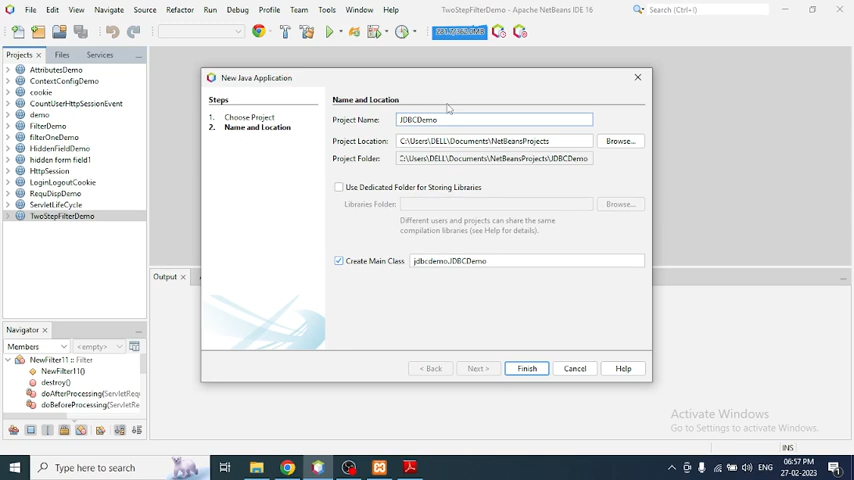 File Edit View Navigate Source Refactor Run Debug Profile Team Tools Window Help
TwoStepFilterDemo - Apache NetBeans IDE 16
Search (Ctrl+I)
Projects Files Services
AttributesDemo
ContextConfigDemo
cookie
CountUserHttpSessionEvent
demo
FilterDemo
filterOneDemo
HiddenFieldDemo
hidden form field1
HttpSession
LoginLogoutCookie
RequDispDemo
ServletLifeCycle
TwoStepFilterDemo
New Java Application
Steps
1. Choose Project
2. Name and Location
Name and Location
Project Name: JDBCDemo
Project Location: C:\Users\DELL\Documents\NetBeansProjects Browse...
Project Folder: C:\Users\DELL\Documents\NetBeansProjects\JDBCDemo
Use Dedicated Folder for Storing Libraries
Libraries Folder: Browse...
Different users and projects can share the same
compilation libraries (see Help for details).
Create Main Class jdbcdemo.JDBCDemo
< Back Next > Finish Cancel Help
Output
Navigator
Members <empty>
NewFilter11 :: Filter
NewFilter11()
destroy()
doAfterProcessing(ServletRequ
doBeforeProcessing(ServletRe
Activate Windows
Go to Settings to activate Windows.
INS
Type here to search
ENG
06:57 PM
27-02-2023
1